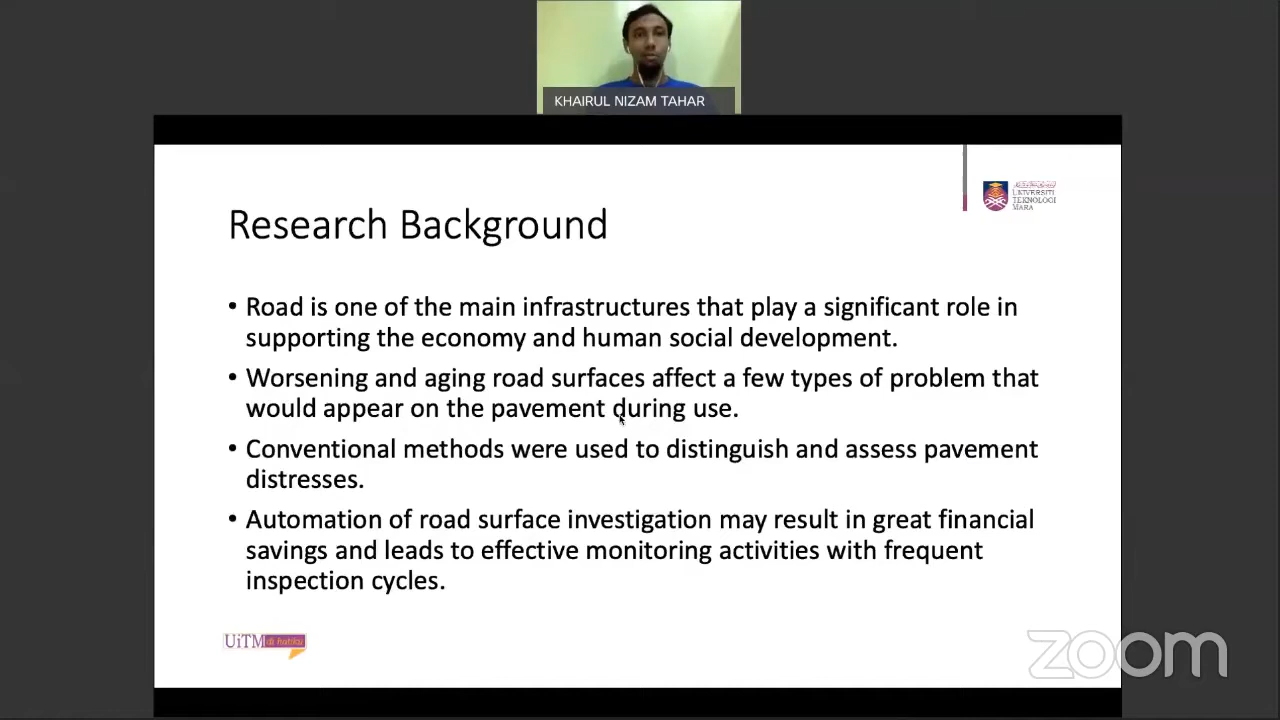 KHAIRUL NIZAM TAHAR
UNIVERSITI
TEKNOLOGI
MARA
Research Background
• Road is one of the main infrastructures that play a significant role in
supporting the economy and human social development.
• Worsening and aging road surfaces affect a few types of problem that
would appear on the pavement during use.
• Conventional methods were used to distinguish and assess pavement
distresses.
• Automation of road surface investigation may result in great financial
savings and leads to effective monitoring activities with frequent
inspection cycles.
UiTM di hatiku
zoom